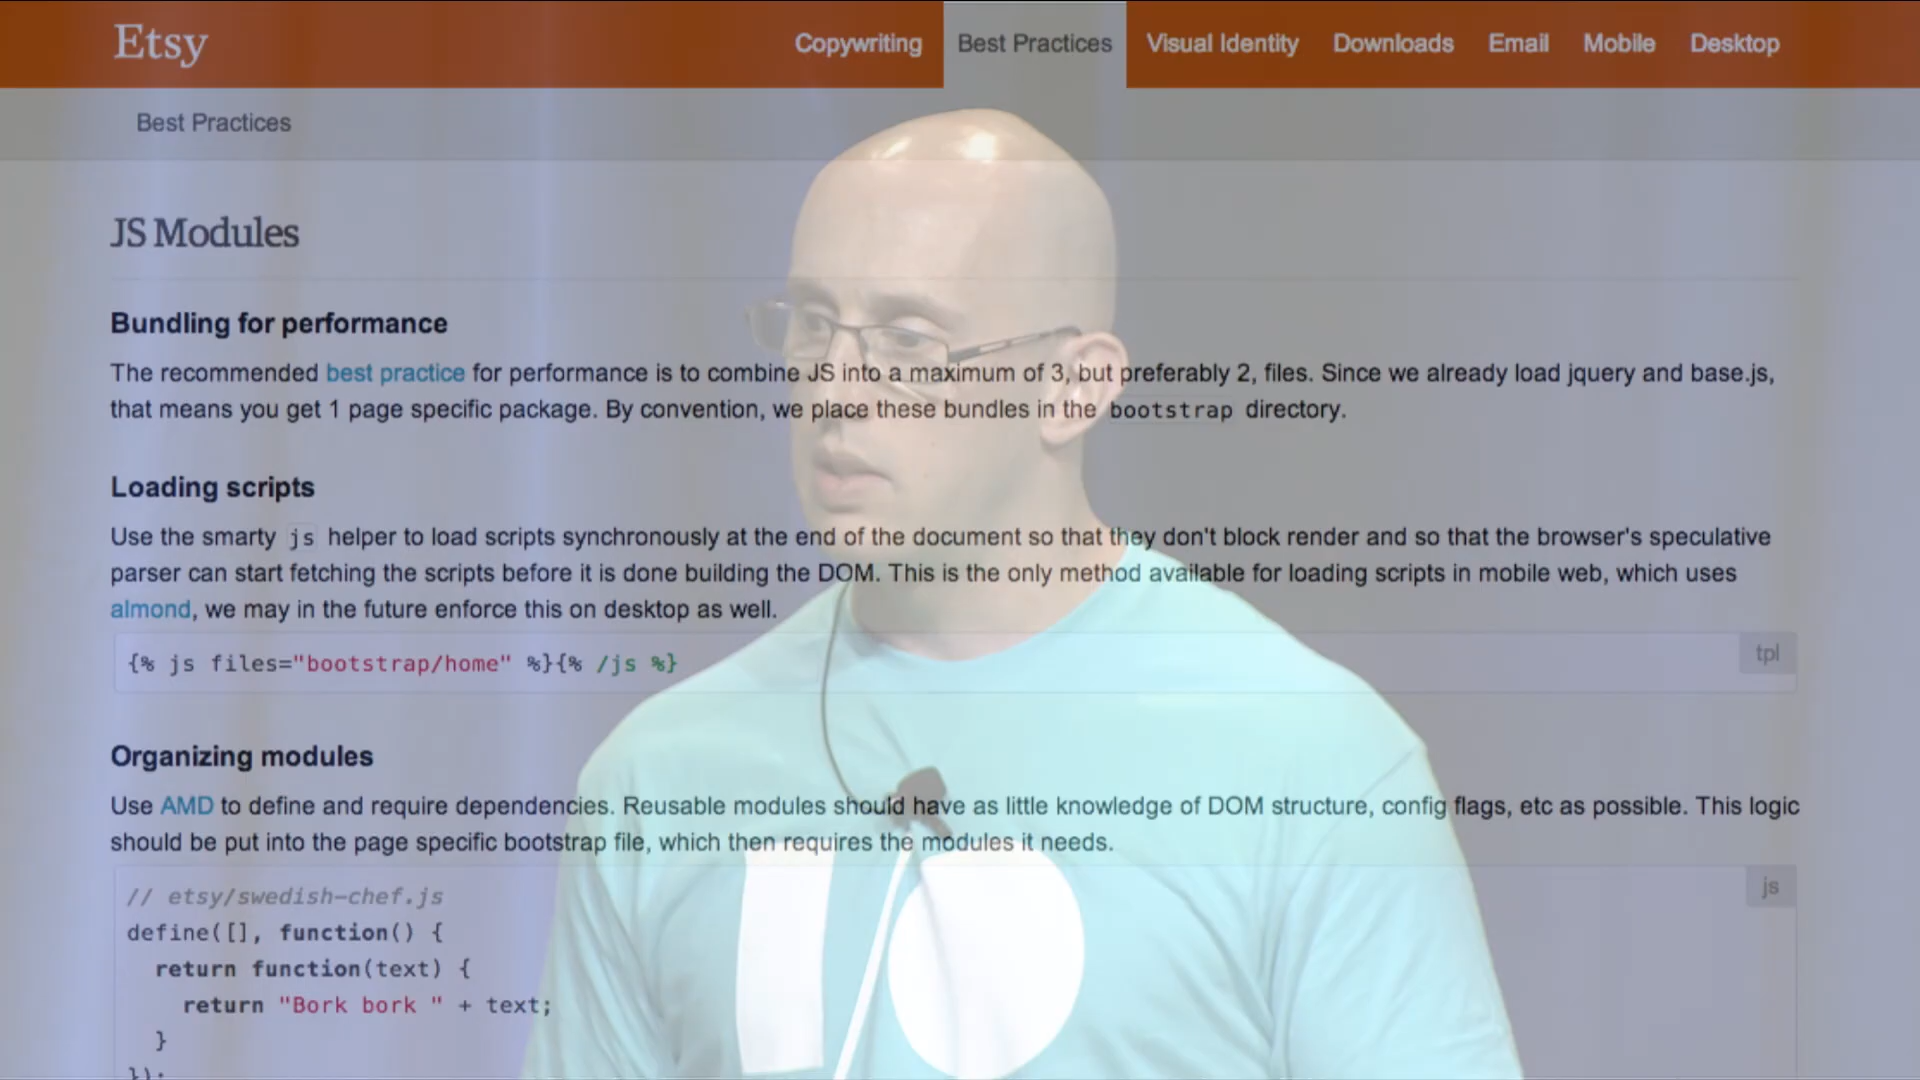 Etsy
Copywriting Best Practices Visual Identity Downloads Email Mobile Desktop
Best Practices
JS Modules
Bundling for performance
The recommended best practice for performance is to combine JS into a maximum of 3, but preferably 2, files. Since we already load jquery and base.js,
that means you get 1 page specific package. By convention, we place these bundles in the bootstrap directory.
Loading scripts
Use the smarty js helper to load scripts synchronously at the end of the document so that they don't block render and so that the browser's speculative
parser can start fetching the scripts before it is done building the DOM. This is the only method available for loading scripts in mobile web, which uses
almond, we may in the future enforce this on desktop as well.
{% js files="bootstrap/home" %}{% /js %}
tpl
Organizing modules
Use AMD to define and require dependencies. Reusable modules should have as little knowledge of DOM structure, config flags, etc as possible. This logic
should be put into the page specific bootstrap file, which then requires the modules it needs.
js
// etsy/swedish-chef.js
define([], function() {
return function(text) {
return "Bork bork " + text;
}
});
IO